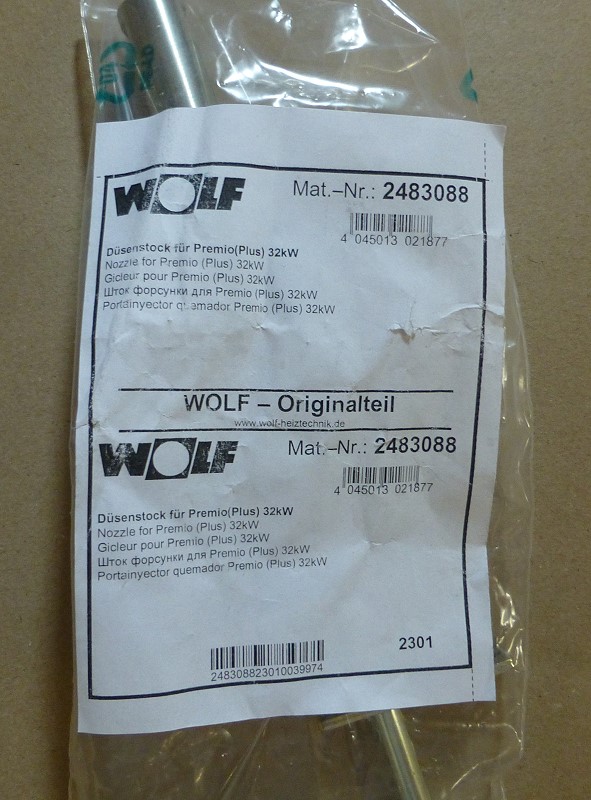 WOLF
Mat.–Nr.: 2483088
4 045013 021877
Düsenstock für Premio(Plus) 32kW
Nozzle for Premio (Plus) 32kW
Gicleur pour Premio (Plus) 32kW
Шток форсунки для Premio (Plus) 32kW
Portainyector quemador Premio (Plus) 32kW
WOLF – Originalteil
www.wolf-heiztechnik.de
WOLF
Mat.–Nr.: 2483088
4 045013 021877
Düsenstock für Premio(Plus) 32kW
Nozzle for Premio (Plus) 32kW
Gicleur pour Premio (Plus) 32kW
Шток форсунки для Premio (Plus) 32kW
Portainyector quemador Premio (Plus) 32kW
2301
248308823010039974